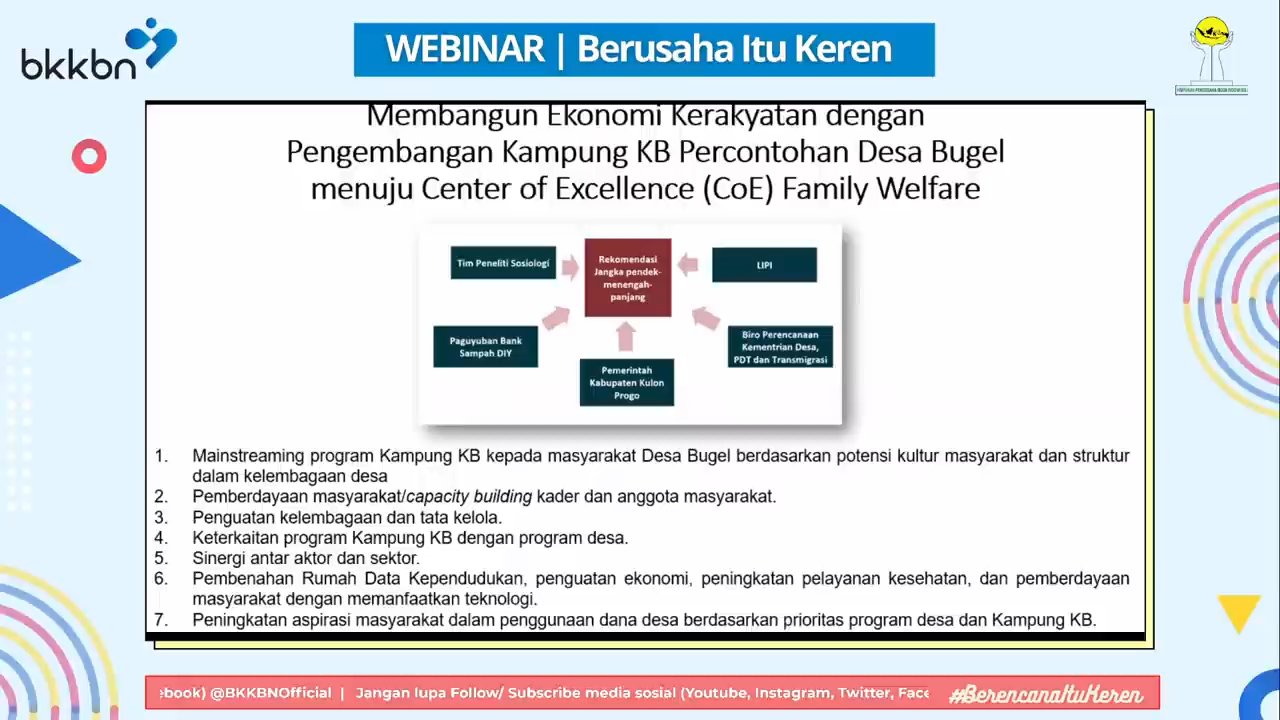 bkkbn
WEBINAR | Berusaha Itu Keren
Membangun Ekonomi Kerakyatan dengan
Pengembangan Kampung KB Percontohan Desa Bugel
menuju Center of Excellence (CoE) Family Welfare
Tim Peneliti Sosiologi
Rekomendasi
Jangka pendek-
menengah-
panjang
LIPI
Paguyuban Bank
Sampah DIY
Pemerintah
Kabupaten Kulon
Progo
Biro Perencanaan
Kementrian Desa,
PDT dan Transmigrasi
1. Mainstreaming program Kampung KB kepada masyarakat Desa Bugel berdasarkan potensi kultur masyarakat dan struktur
dalam kelembagaan desa
2. Pemberdayaan masyarakat/capacity building kader dan anggota masyarakat.
3. Penguatan kelembagaan dan tata kelola.
4. Keterkaitan program Kampung KB dengan program desa.
5. Sinergi antar aktor dan sektor.
6. Pembenahan Rumah Data Kependudukan, penguatan ekonomi, peningkatan pelayanan kesehatan, dan pemberdayaan
masyarakat dengan memanfaatkan teknologi.
7. Peningkatan aspirasi masyarakat dalam penggunaan dana desa berdasarkan prioritas program desa dan Kampung KB.
ebook) @BKKBNOfficial | Jangan lupa Follow/ Subscribe media sosial (Youtube, Instagram, Twitter, Face
#BerencanaItuKeren